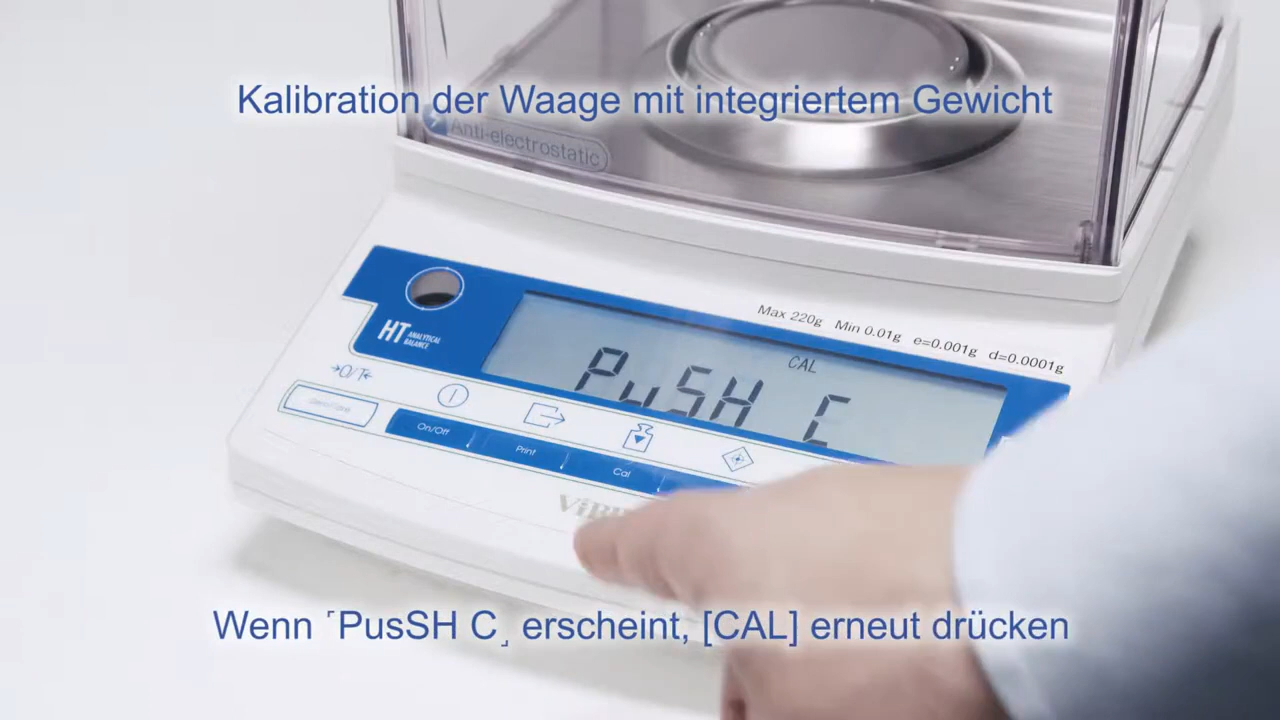 Kalibration der Waage mit integriertem Gewicht
Anti-electrostatic
Max 220g Min 0.01g e=0.001g d=0.0001g
HT ANALYTICAL
BALANCE
CAL
PuSH C
→0/T←
On/Off
Print
Cal
Wenn ⸢PusSH C⸥ erscheint, [CAL] erneut drücken